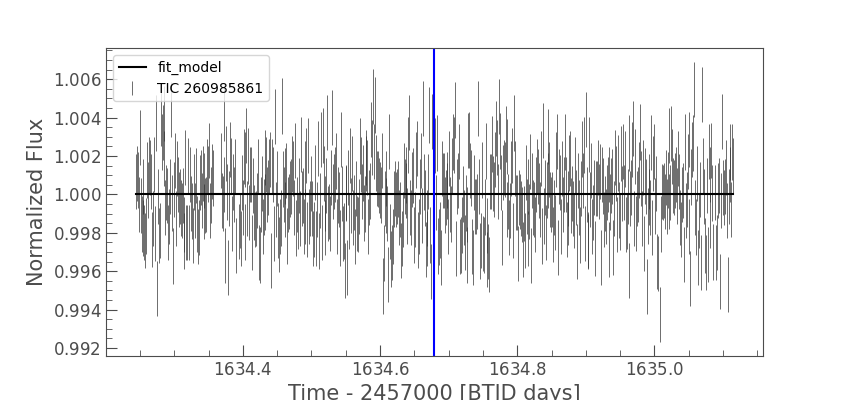 fit_model
TIC 260985861
Normalized Flux
1.006
1.004
1.002
1.000
0.998
0.996
0.994
0.992
1634.4 1634.6 1634.8 1635.0
Time - 2457000 [BTJD days]